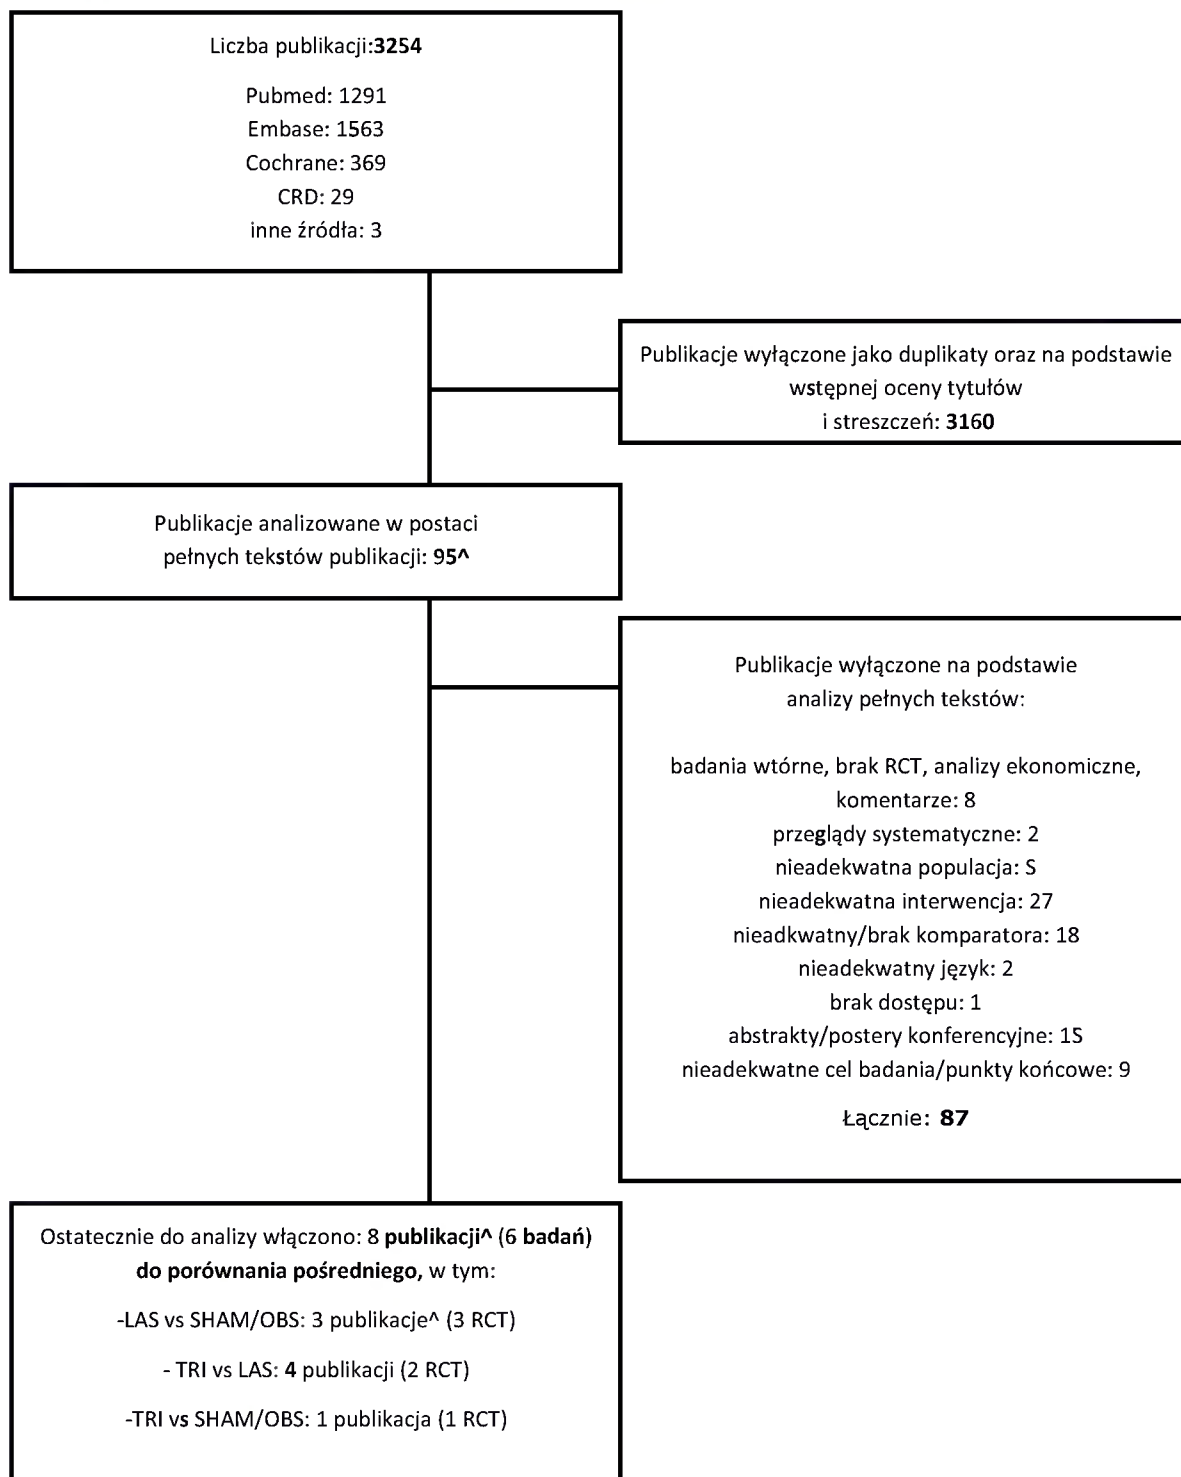 Liczba publikacji:3254
Pubmed: 1291
Embase: 1563
Cochrane: 369
CRD: 29
inne źródła: 3
Publikacje wyłączone jako duplikaty oraz na podstawie
wstępnej oceny tytułów
i streszczeń: 3160
Publikacje analizowane w postaci
pełnych tekstów publikacji: 95^
Publikacje wyłączone na podstawie
analizy pełnych tekstów:
badania wtórne, brak RCT, analizy ekonomiczne,
komentarze: 8
przeglądy systematyczne: 2
nieadekwatna populacja: S
nieadekwatna interwencja: 27
nieadkwatny/brak komparatora: 18
nieadekwatny język: 2
brak dostępu: 1
abstrakty/postery konferencyjne: 1S
nieadekwatne cel badania/punkty końcowe: 9
Łącznie: 87
Ostatecznie do analizy włączono: 8 publikacji^ (6 badań)
do porównania pośredniego, w tym:
-LAS vs SHAM/OBS: 3 publikacje^ (3 RCT)
- TRI vs LAS: 4 publikacji (2 RCT)
-TRI vs SHAM/OBS: 1 publikacja (1 RCT)